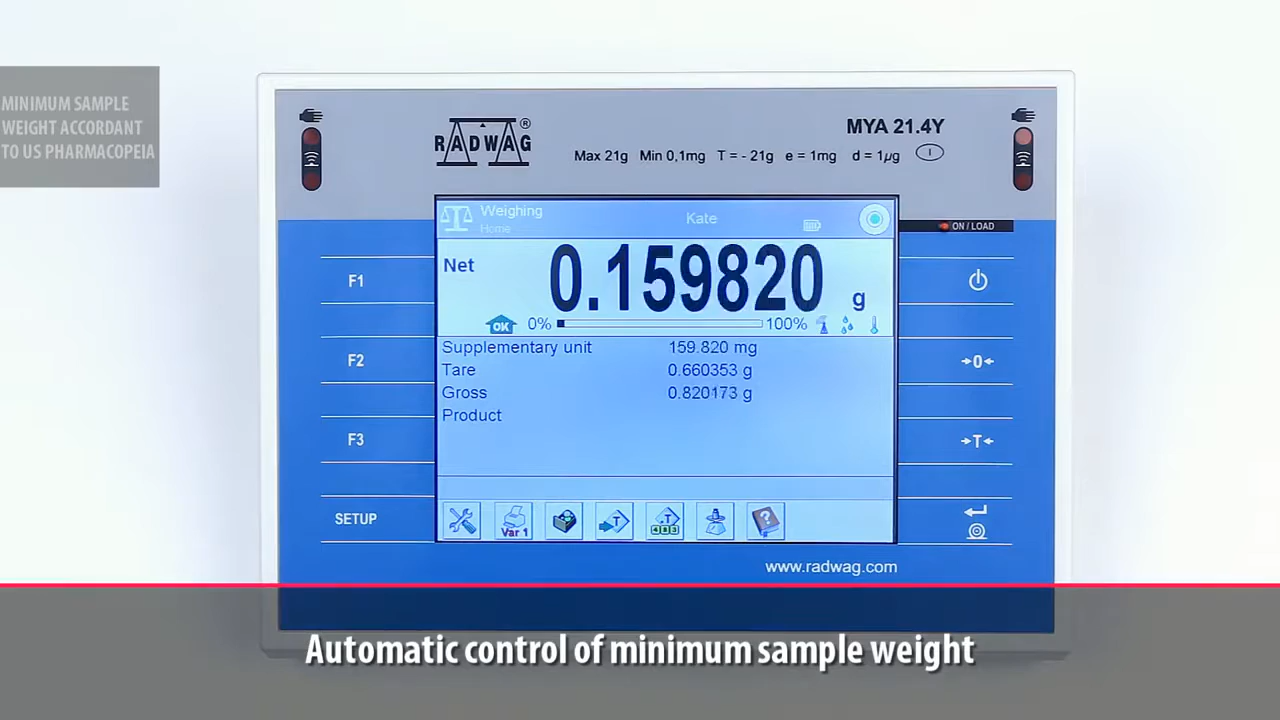 MINIMUM SAMPLE
WEIGHT ACCORDANT
TO US PHARMACOPEIA
RADWAG®
MYA 21.4Y
Max 21g Min 0,1mg T = - 21g e = 1mg d = 1µg I
Weighing
Home
Kate
ON / LOAD
Net
0.159820 g
OK 0% 100%
Supplementary unit 159.820 mg
Tare 0.660353 g
Gross 0.820173 g
Product
F1
F2
F3
SETUP
→0←
→T←
Var 1
T
T
?
www.radwag.com
Automatic control of minimum sample weight